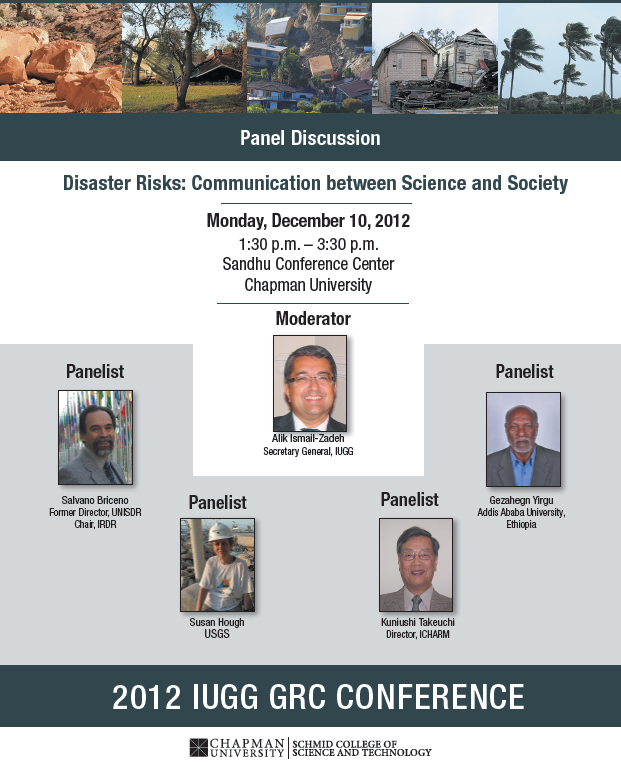 Panel Discussion
Disaster Risks: Communication between Science and Society
Monday, December 10, 2012
1:30 p.m. – 3:30 p.m.
Sandhu Conference Center
Chapman University
Moderator
Alik Ismail-Zadeh
Secretary General, IUGG
Panelist
Salvano Briceno
Former Director, UNISDR
Chair, IRDR
Panelist
Susan Hough
USGS
Panelist
Kuniushi Takeuchi
Director, ICHARM
Panelist
Gezahegn Yirgu
Addis Ababa University,
Ethiopia
2012 IUGG GRC CONFERENCE
CHAPMAN
UNIVERSITY
SCHMID COLLEGE OF
SCIENCE AND TECHNOLOGY